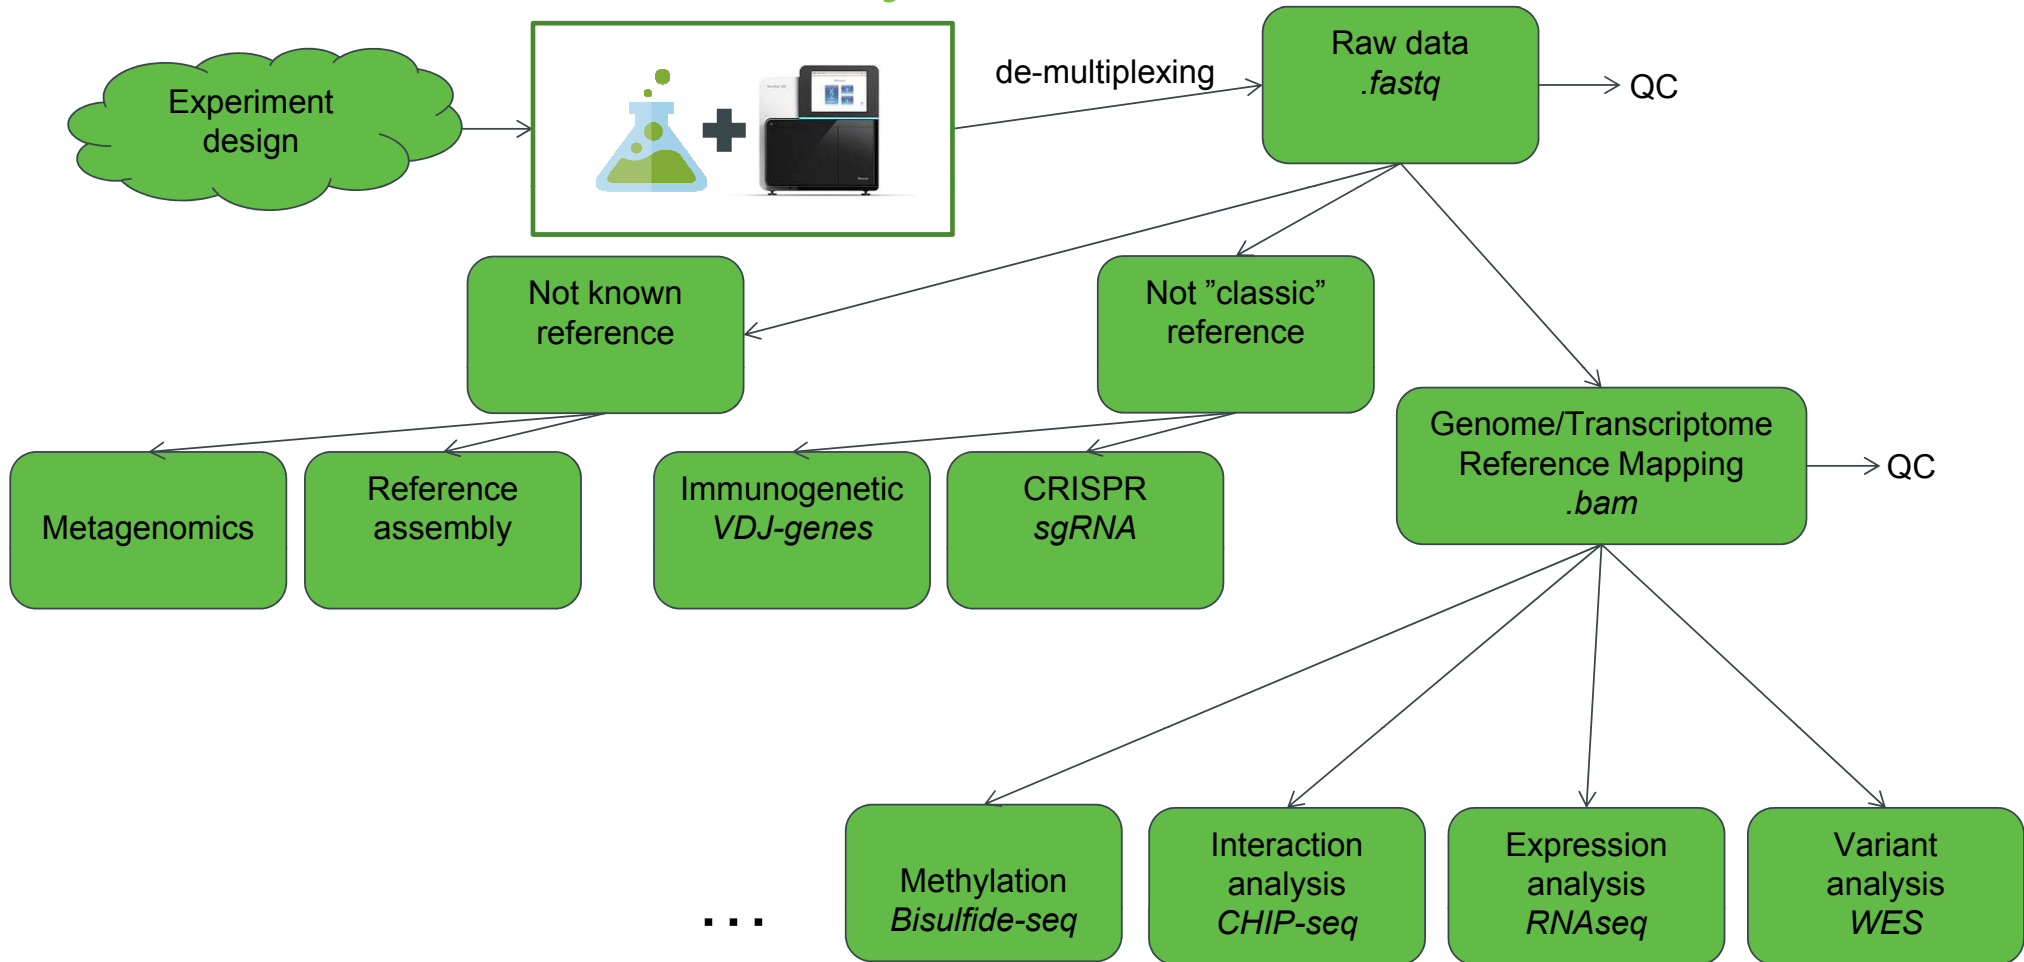 Experiment
design
de-multiplexing
Raw data
.fastq
QC
Not known
reference
Not ”classic”
reference
Genome/Transcriptome
Reference Mapping
.bam
QC
Metagenomics
Reference
assembly
Immunogenetic
VDJ-genes
CRISPR
sgRNA
...
Methylation
Bisulfide-seq
Interaction
analysis
CHIP-seq
Expression
analysis
RNAseq
Variant
analysis
WES